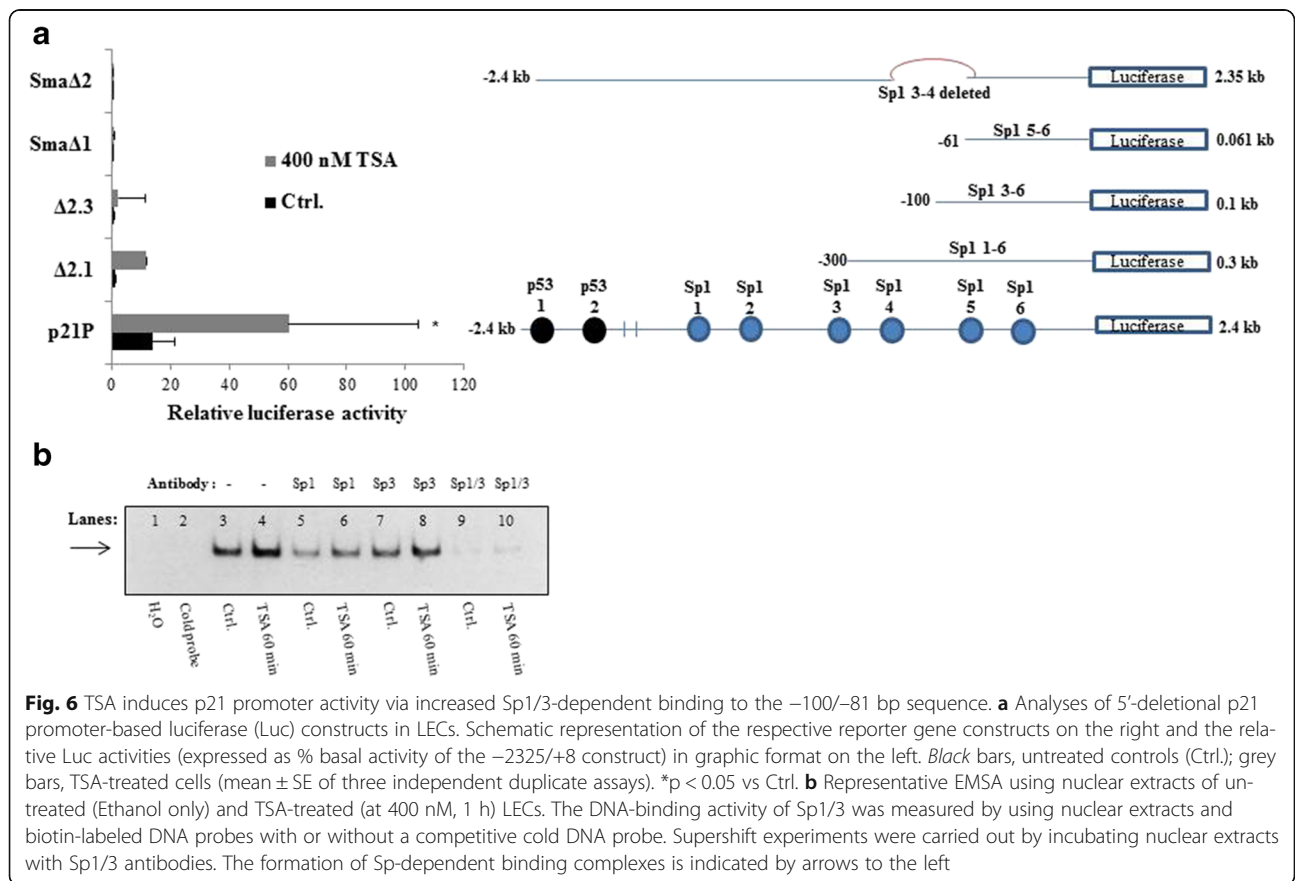 a
SmaΔ2
SmaΔ1
Δ2.3
Δ2.1
p21P
400 nM TSA
Ctrl.
0 20 40 60 80 100 120
*
Relative luciferase activity
-2.4 kb Sp1 3-4 deleted Luciferase 2.35 kb
-61 Sp1 5-6 Luciferase 0.061 kb
-100 Sp1 3-6 Luciferase 0.1 kb
-300 Sp1 1-6 Luciferase 0.3 kb
p53 p53 Sp1 Sp1 Sp1 Sp1 Sp1 Sp1
1 2 1 2 3 4 5 6
-2.4 kb Luciferase 2.4 kb
b
Antibody : - - Sp1 Sp1 Sp3 Sp3 Sp1/3 Sp1/3
Lanes: 1 2 3 4 5 6 7 8 9 10
H₂O Cold probe Ctrl. TSA 60 min Ctrl. TSA 60 min Ctrl. TSA 60 min Ctrl. TSA 60 min
Fig. 6 TSA induces p21 promoter activity via increased Sp1/3-dependent binding to the −100/−81 bp sequence. a Analyses of 5’-deletional p21
promoter-based luciferase (Luc) constructs in LECs. Schematic representation of the respective reporter gene constructs on the right and the rela-
tive Luc activities (expressed as % basal activity of the −2325/+8 construct) in graphic format on the left. Black bars, untreated controls (Ctrl.); grey
bars, TSA-treated cells (mean ± SE of three independent duplicate assays). *p < 0.05 vs Ctrl. b Representative EMSA using nuclear extracts of un-
treated (Ethanol only) and TSA-treated (at 400 nM, 1 h) LECs. The DNA-binding activity of Sp1/3 was measured by using nuclear extracts and
biotin-labeled DNA probes with or without a competitive cold DNA probe. Supershift experiments were carried out by incubating nuclear extracts
with Sp1/3 antibodies. The formation of Sp-dependent binding complexes is indicated by arrows to the left